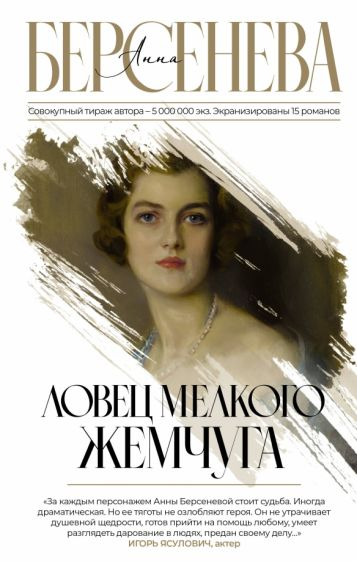 БЕРСЕНЕВА
Анна
Совокупный тираж автора – 5 000 000 экз. Экранизированы 15 романов
ЛОВЕЦ МЕЛКОГО
ЖЕМЧУГА
«За каждым персонажем Анны Берсеневой стоит судьба. Иногда
драматическая. Но ее тяготы не озлобляют героя. Он не утрачивает
душевной щедрости, готов прийти на помощь любому, умеет
разглядеть дарование в людях, предан своему делу...»
ИГОРЬ ЯСУЛОВИЧ, актер